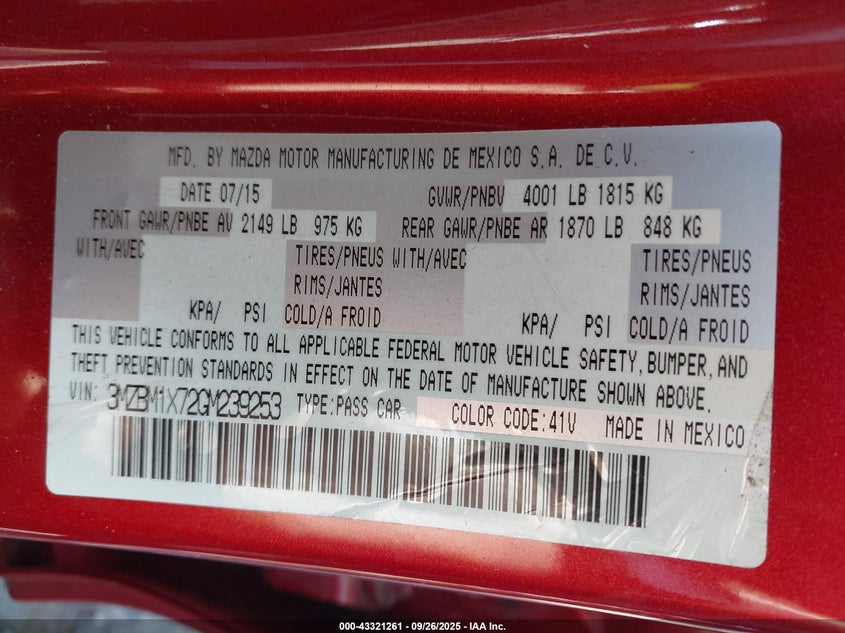 MFD. BY MAZDA MOTOR MANUFACTURING DE MEXICO S.A. DE C.V.
DATE 07/15 GVWR/PNBV 4001 LB 1815 KG
FRONT GAWR/PNBE AV 2149 LB 975 KG REAR GAWR/PNBE AR 1870 LB 848 KG
WITH/AVEC TIRES/PNEUS WITH/AVEC TIRES/PNEUS
RIMS/JANTES RIMS/JANTES
KPA/ PSI COLD/A FROID KPA/ PSI COLD/A FROID
THIS VEHICLE CONFORMS TO ALL APPLICABLE FEDERAL MOTOR VEHICLE SAFETY, BUMPER, AND
THEFT PREVENTION STANDARDS IN EFFECT ON THE DATE OF MANUFACTURE SHOWN ABOVE.
VIN: 3MZBM1X72GM239253 TYPE:PASS CAR COLOR CODE:41V MADE IN MEXICO
000-43321261 - 09/26/2025 - IAA Inc.